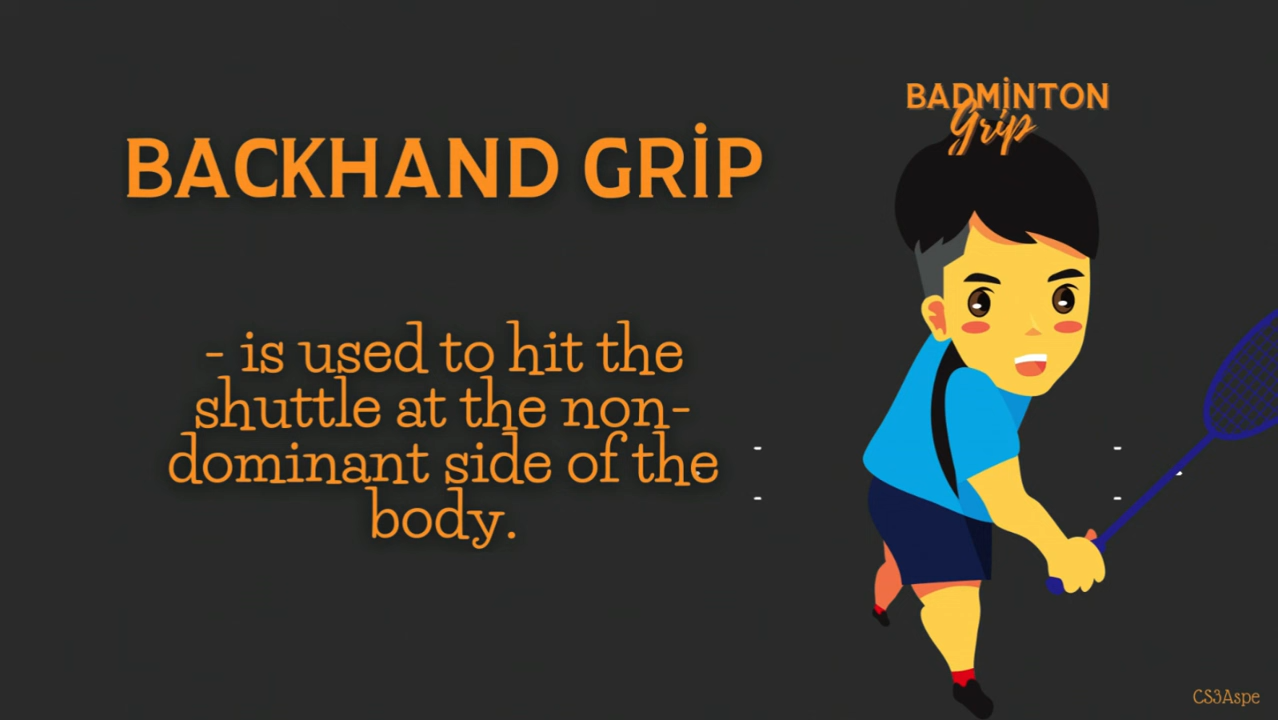 BADMİNTON
Grip
BACKHAND GRİP
- is used to hit the
shuttle at the non-
dominant side of the
body.
CS3Aspe